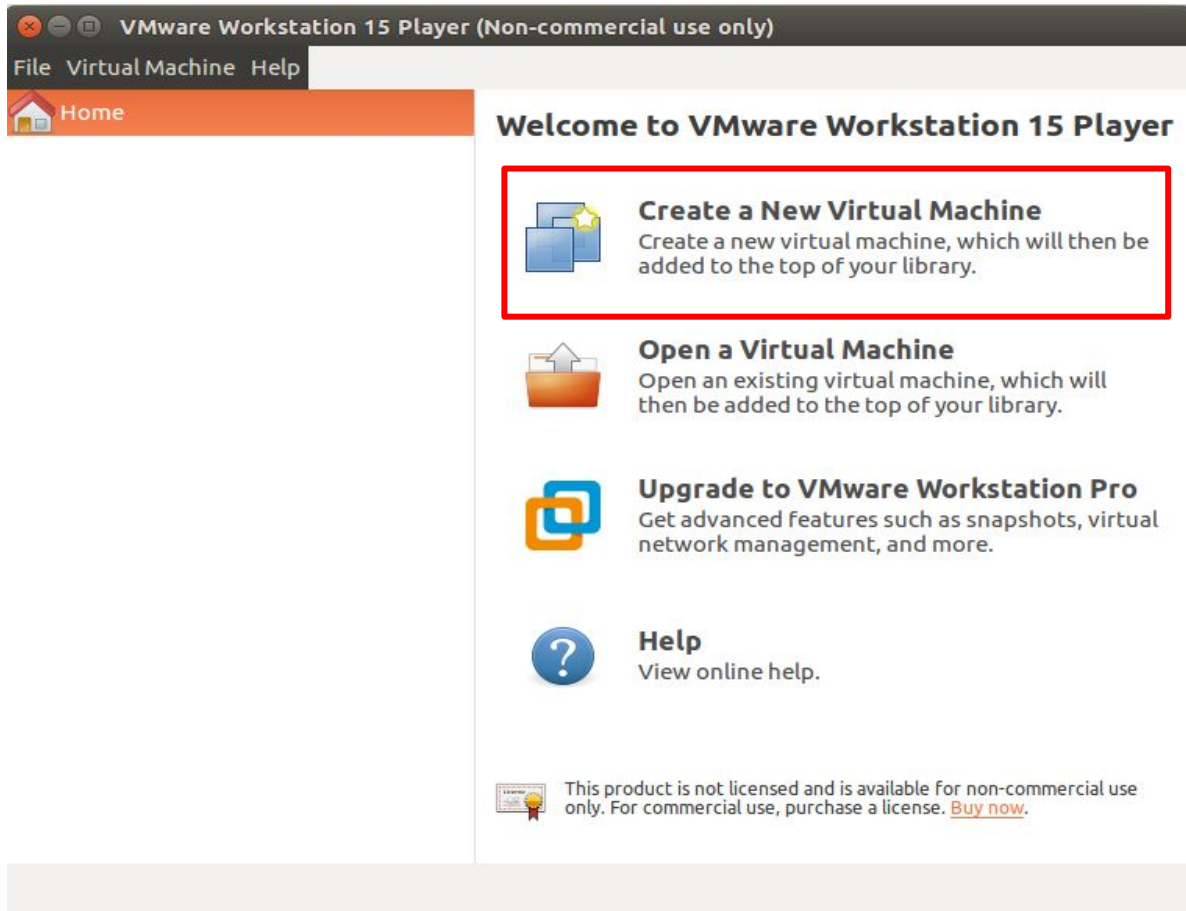 VMware Workstation 15 Player (Non-commercial use only)
File Virtual Machine Help
Home
Welcome to VMware Workstation 15 Player
Create a New Virtual Machine
Create a new virtual machine, which will then be
added to the top of your library.
Open a Virtual Machine
Open an existing virtual machine, which will
then be added to the top of your library.
Upgrade to VMware Workstation Pro
Get advanced features such as snapshots, virtual
network management, and more.
Help
View online help.
This product is not licensed and is available for non-commercial use
only. For commercial use, purchase a license. Buy now.